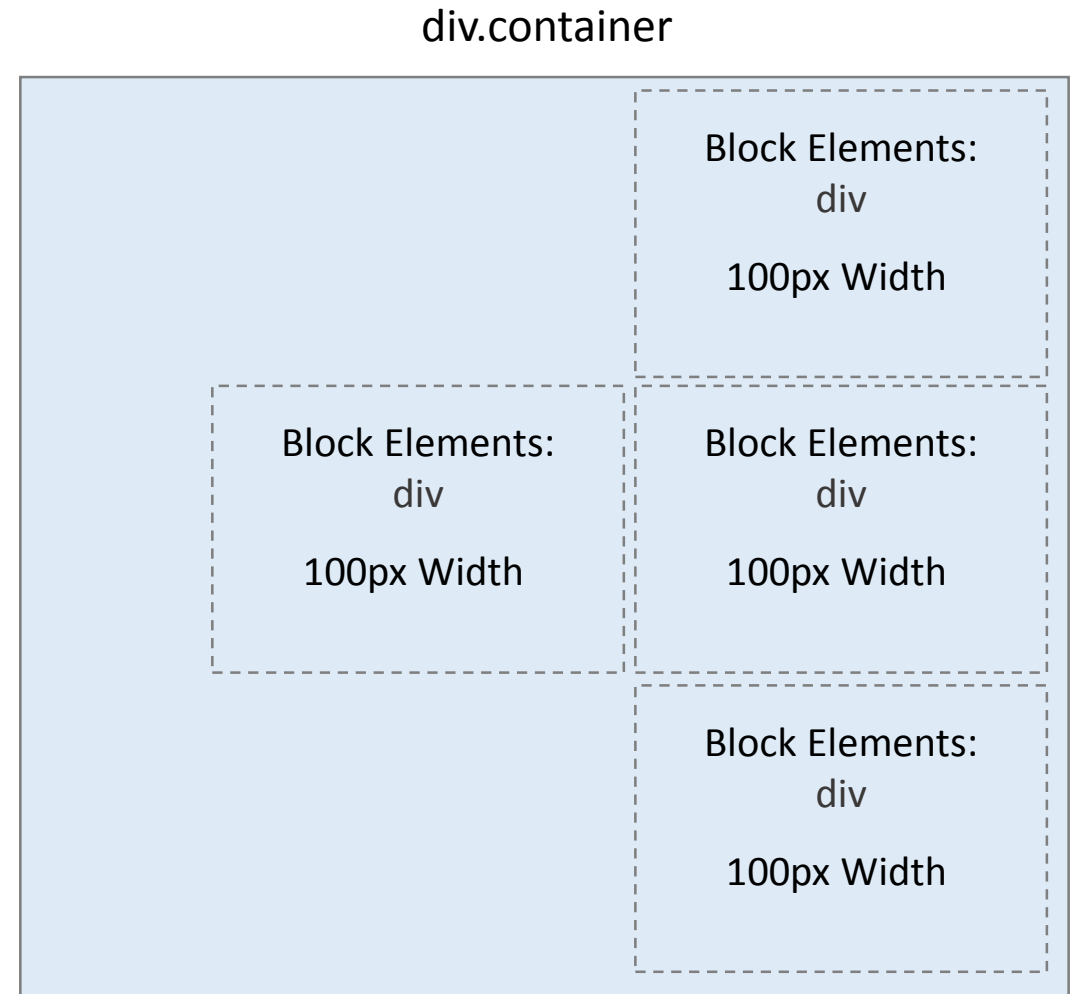 div.container
Block Elements:
div
100px Width
Block Elements:
div
100px Width
Block Elements:
div
100px Width
Block Elements:
div
100px Width